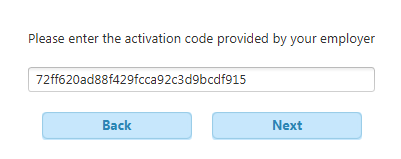 Please enter the activation code provided by your employer
72ff620ad88f429fcca92c3d9bcdf915
Back Next